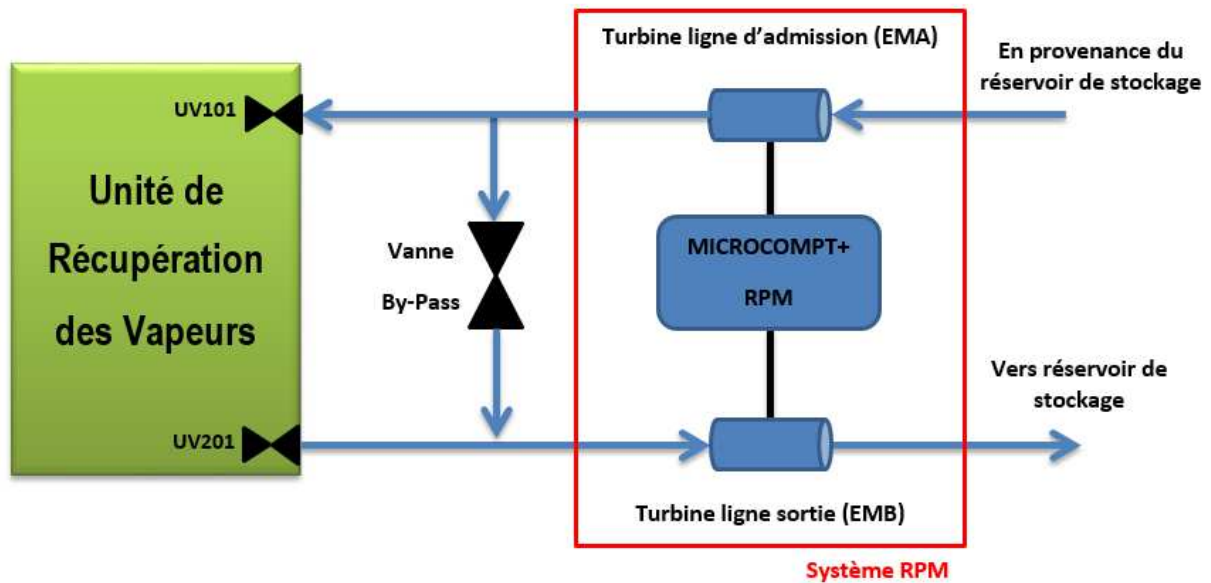 Turbine ligne d'admission (EMA)
En provenance du
réservoir de stockage
UV101
Unité de
Récupération
des Vapeurs
Vanne
By-Pass
MICROCOMPT+
RPM
Vers réservoir de
stockage
UV201
Turbine ligne sortie (EMB)
Système RPM